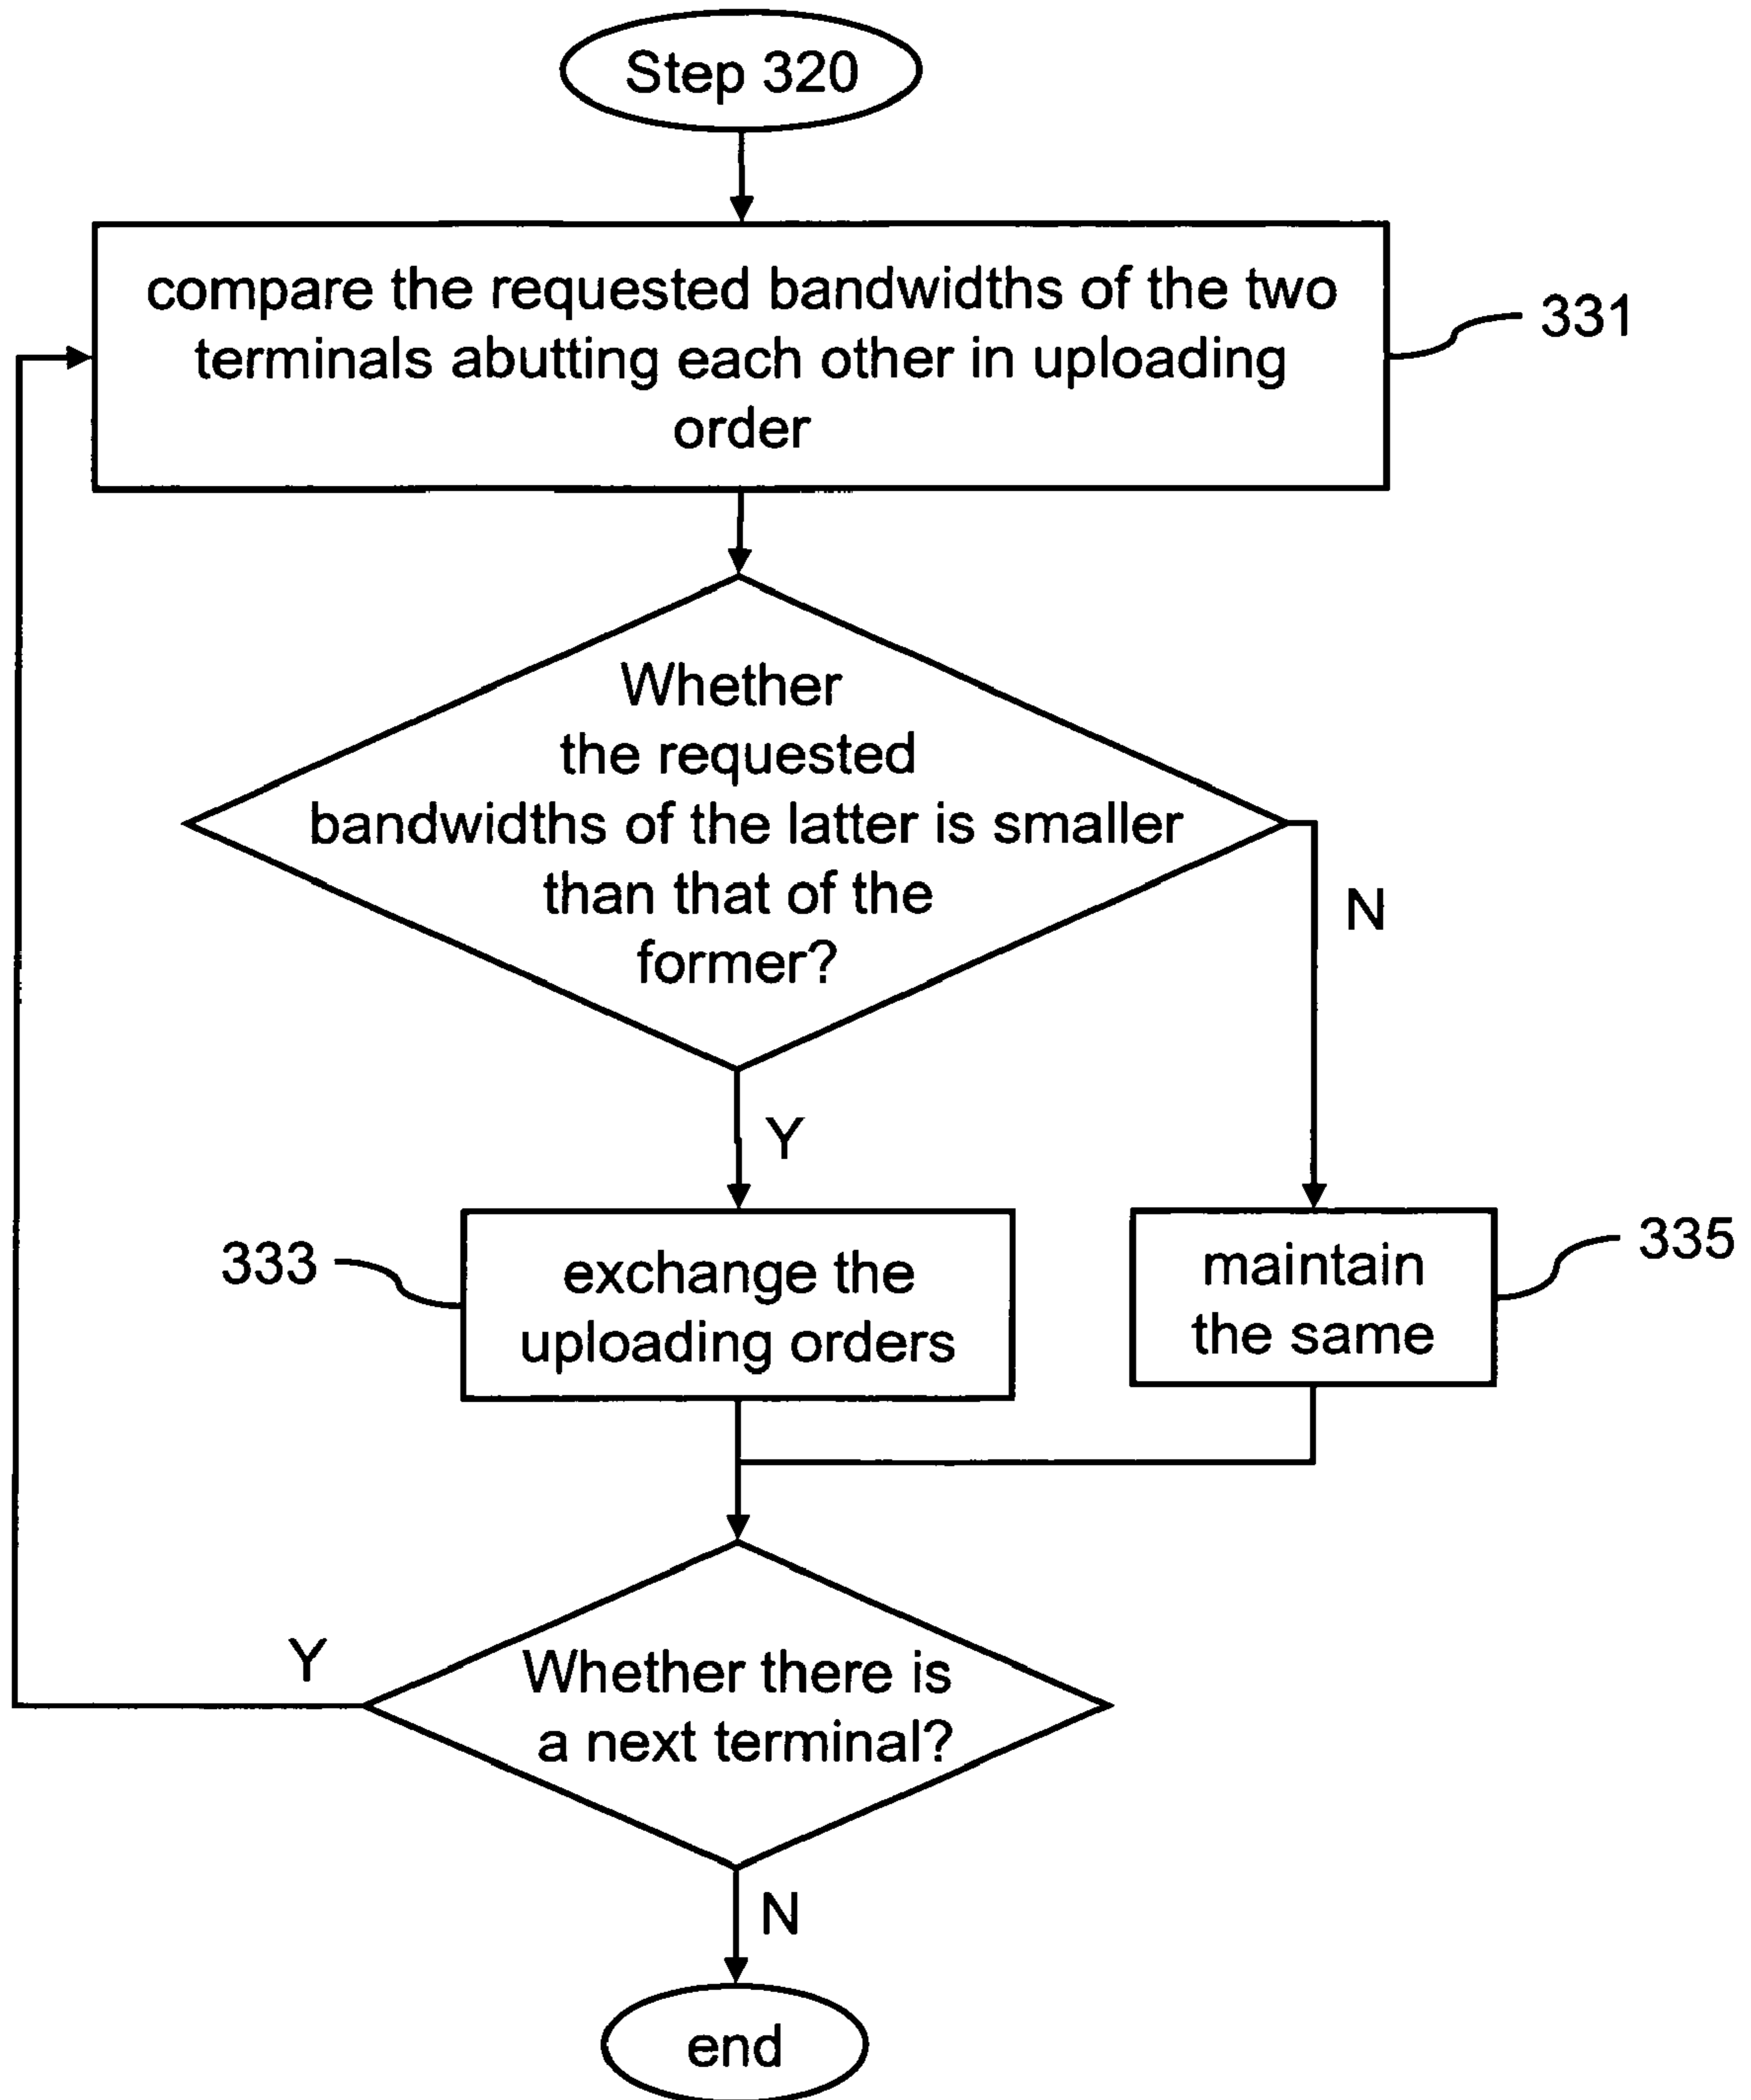 Step 320
compare the requested bandwidths of the two
terminals abutting each other in uploading
order
331
Whether
the requested
bandwidths of the latter is smaller
than that of the
former?
N
Y
333
exchange the
uploading orders
maintain
the same
335
Y
Whether there is
a next terminal?
N
end